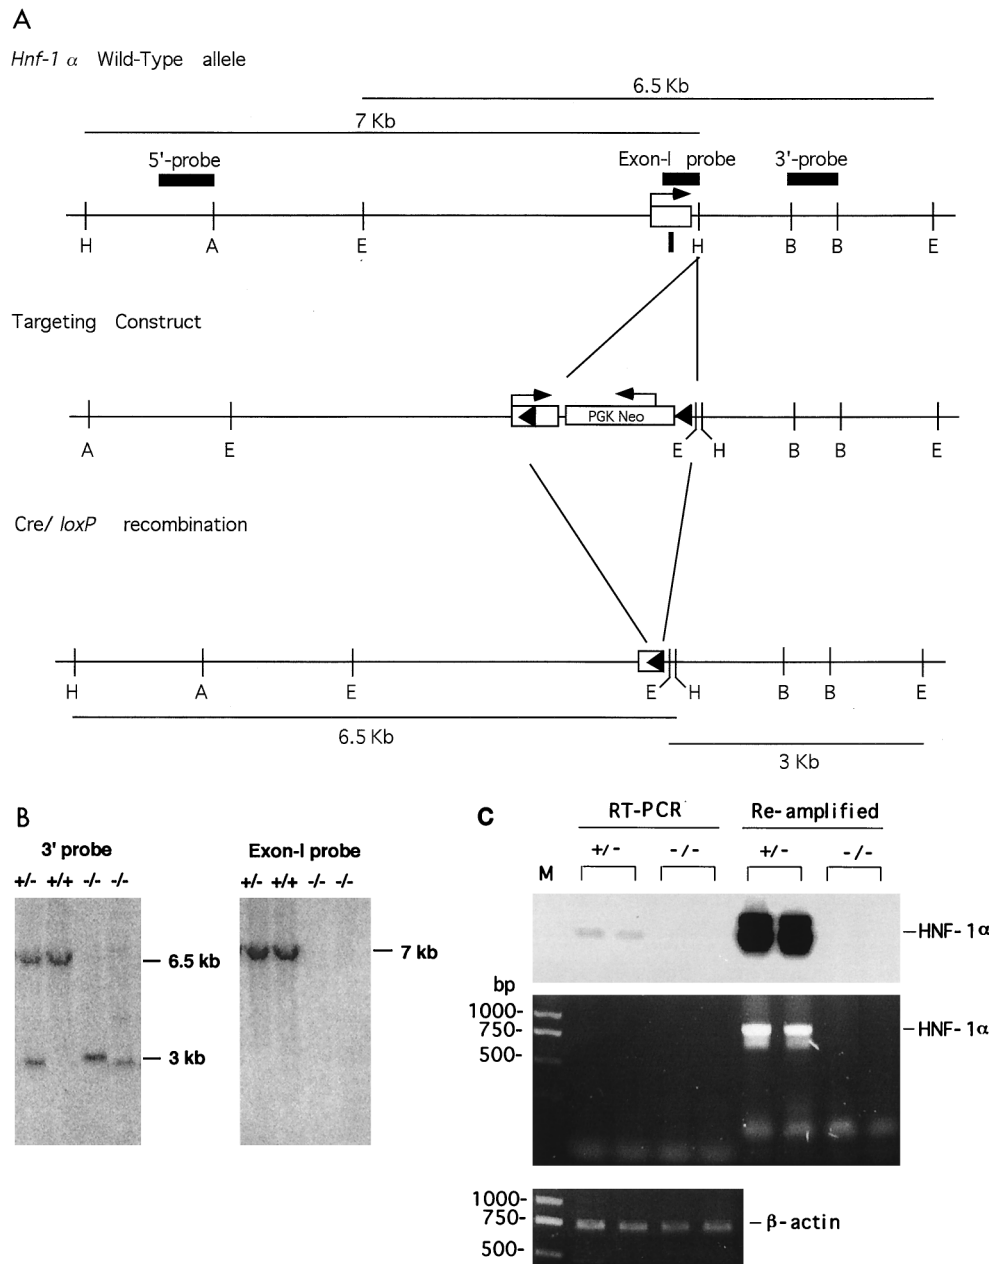 A
Hnf-1 α Wild-Type allele
6.5 Kb
7 Kb
5'-probe Exon-I probe 3'-probe
H A E H B B E
Targeting Construct
PGK Neo
A E E H B B E
Cre/ loxP recombination
H A E E H B B E
6.5 Kb
3 Kb
B
3' probe Exon-I probe
+/- +/+ -/- -/- +/- +/+ -/- -/-
6.5 kb
3 kb
7 kb
C
RT-PCR Re-amplified
+/- -/- +/- -/-
M
-HNF-1α
bp
1000-
750-
500-
-HNF-1α
1000-
750-
500-
-β-actin